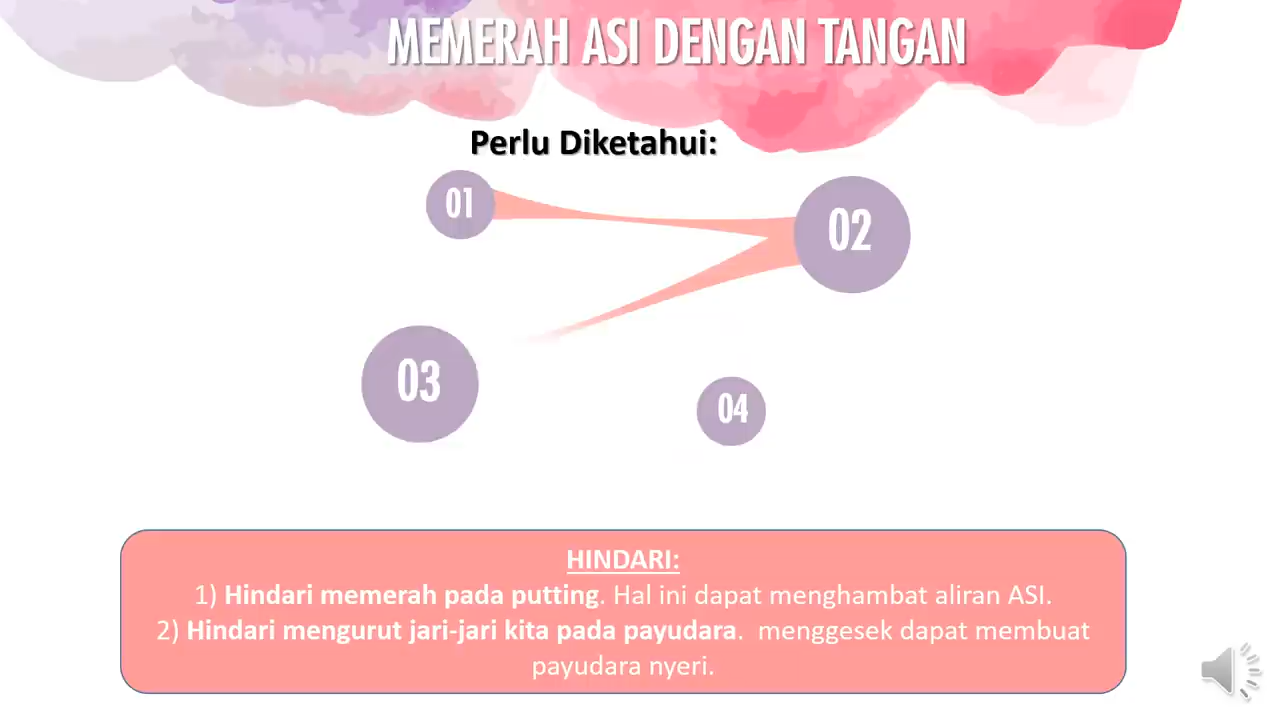 MEMERAH ASI DENGAN TANGAN
Perlu Diketahui:
01
02
03
04
HINDARI:
1) Hindari memerah pada putting. Hal ini dapat menghambat aliran ASI.
2) Hindari mengurut jari-jari kita pada payudara. menggesek dapat membuat
payudara nyeri.